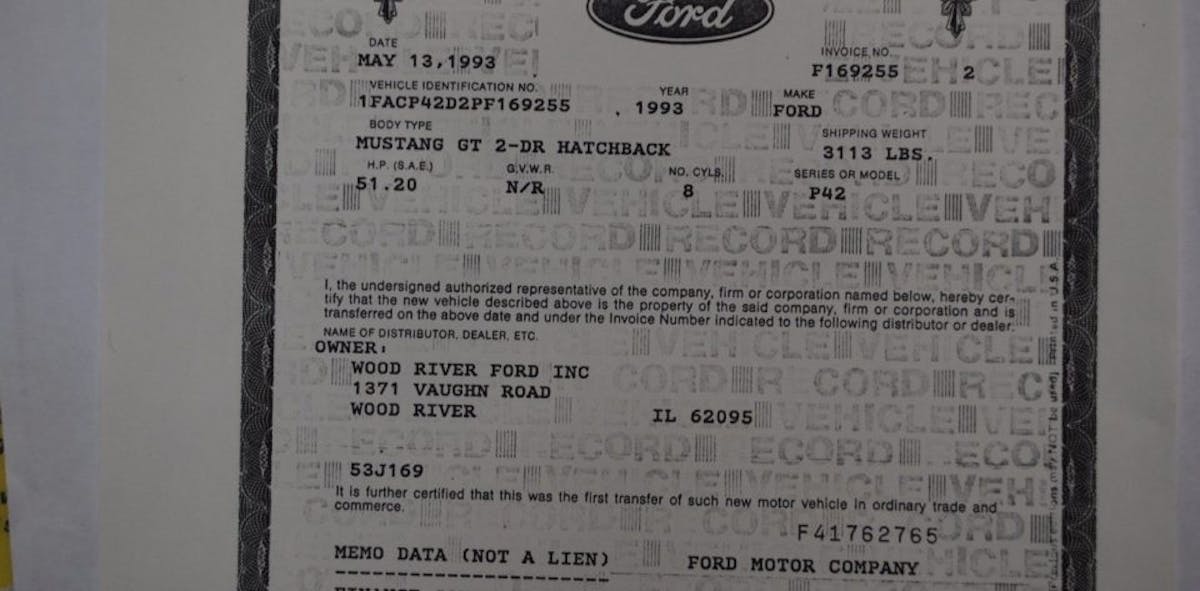 Ford
DATE
MAY 13,1993
INVOICE NO.
F169255 2
VEHICLE IDENTIFICATION NO.
1FACP42D2PF169255
YEAR
1993
MAKE
FORD
BODY TYPE
MUSTANG GT 2-DR HATCHBACK
SHIPPING WEIGHT
3113 LBS.
H.P. (S.A.E.)
51.20
G.V.W.R.
N/R
NO. CYLS.
8
SERIES OR MODEL
P42
I, the undersigned authorized representative of the company, firm or corporation named below, hereby cer-
tify that the new vehicle described above is the property of the said company, firm or corporation and is
transferred on the above date and under the Invoice Number indicated to the following distributor or dealer.
NAME OF DISTRIBUTOR, DEALER, ETC.
OWNER:
WOOD RIVER FORD INC
1371 VAUGHN ROAD
WOOD RIVER IL 62095
53J169
It is further certified that this was the first transfer of such new motor vehicle in ordinary trade and
commerce.
F41762765
MEMO DATA (NOT A LIEN)
FORD MOTOR COMPANY